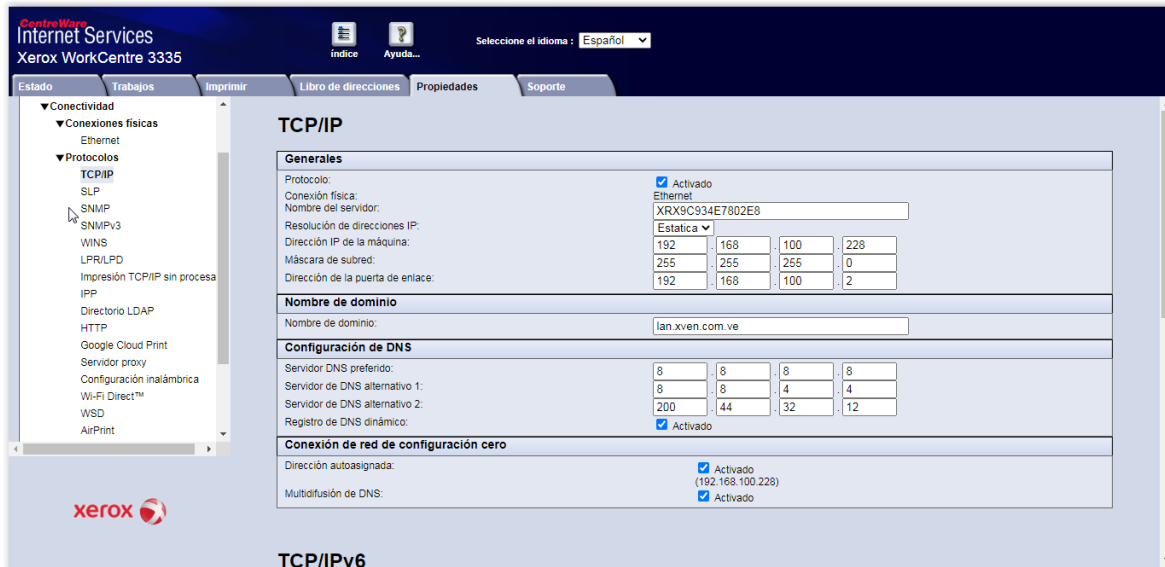 CentreWare
Internet Services
Xerox WorkCentre 3335
índice
Ayuda...
Seleccione el idioma : Español
Estado Trabajos Imprimir Libro de direcciones Propiedades Soporte
Conectividad
Conexiones físicas
Ethernet
Protocolos
TCP/IP
SLP
SNMP
SNMPv3
WINS
LPR/LPD
Impresión TCP/IP sin procesa
IPP
Directorio LDAP
HTTP
Google Cloud Print
Servidor proxy
Configuración inalámbrica
Wi-Fi Direct™
WSD
AirPrint
xerox
TCP/IP
Generales
Protocolo: Activado
Conexión física: Ethernet
Nombre del servidor: XRX9C934E7802E8
Resolución de direcciones IP: Estatica
Dirección IP de la máquina: 192 . 168 . 100 . 228
Máscara de subred: 255 . 255 . 255 . 0
Dirección de la puerta de enlace: 192 . 168 . 100 . 2
Nombre de dominio
Nombre de dominio: lan.xven.com.ve
Configuración de DNS
Servidor DNS preferido: 8 . 8 . 8 . 8
Servidor de DNS alternativo 1: 8 . 8 . 4 . 4
Servidor de DNS alternativo 2: 200 . 44 . 32 . 12
Registro de DNS dinámico: Activado
Conexión de red de configuración cero
Dirección autoasignada: Activado
(192.168.100.228)
Multidifusión de DNS: Activado
TCP/IPv6